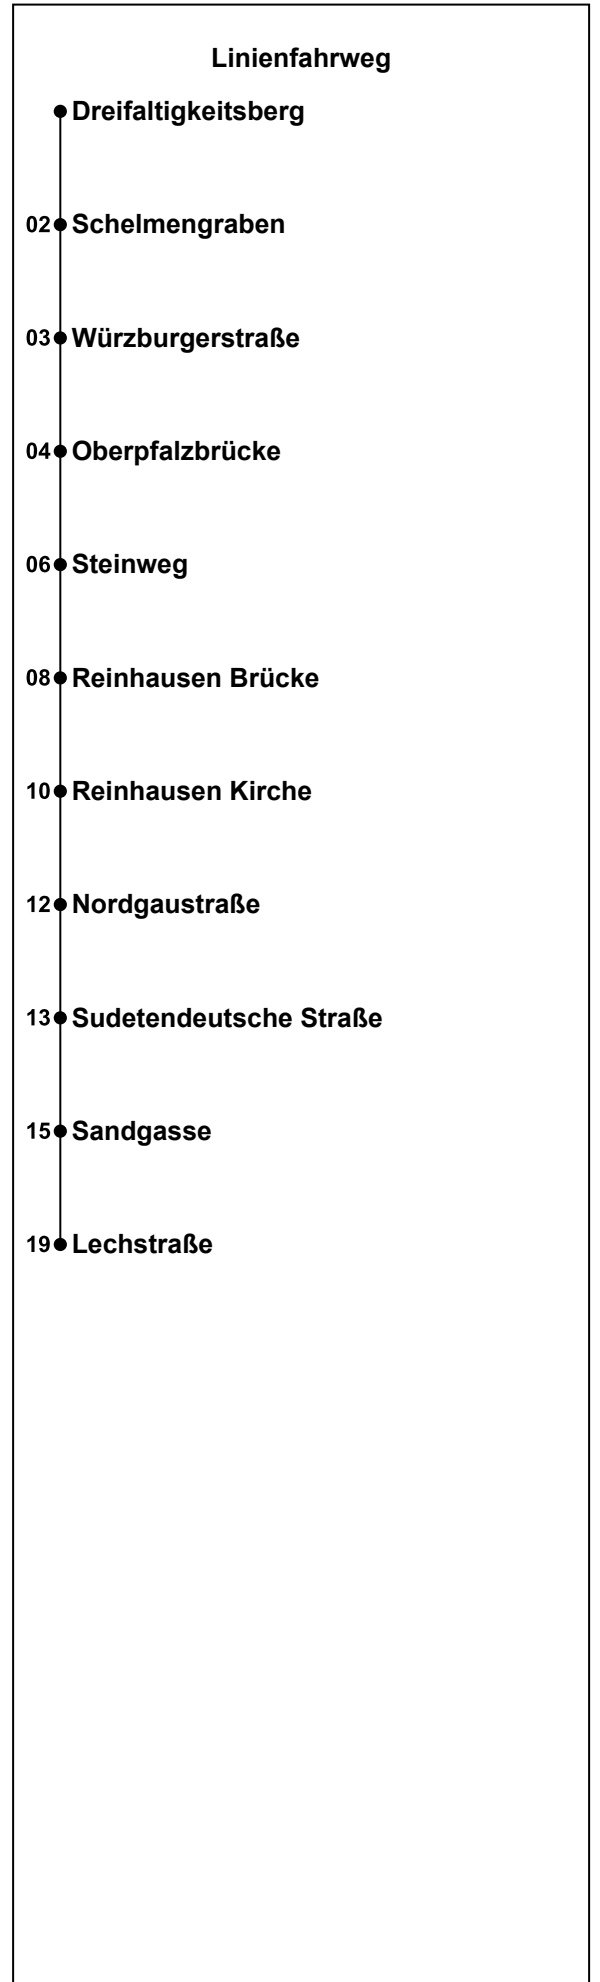 Linienfahrweg
Dreifaltigkeitsberg
02 Schelmengraben
03 Würzburgerstraße
04 Oberpfalzbrücke
06 Steinweg
08 Reinhausen Brücke
10 Reinhausen Kirche
12 Nordgaustraße
13 Sudetendeutsche Straße
15 Sandgasse
19 Lechstraße